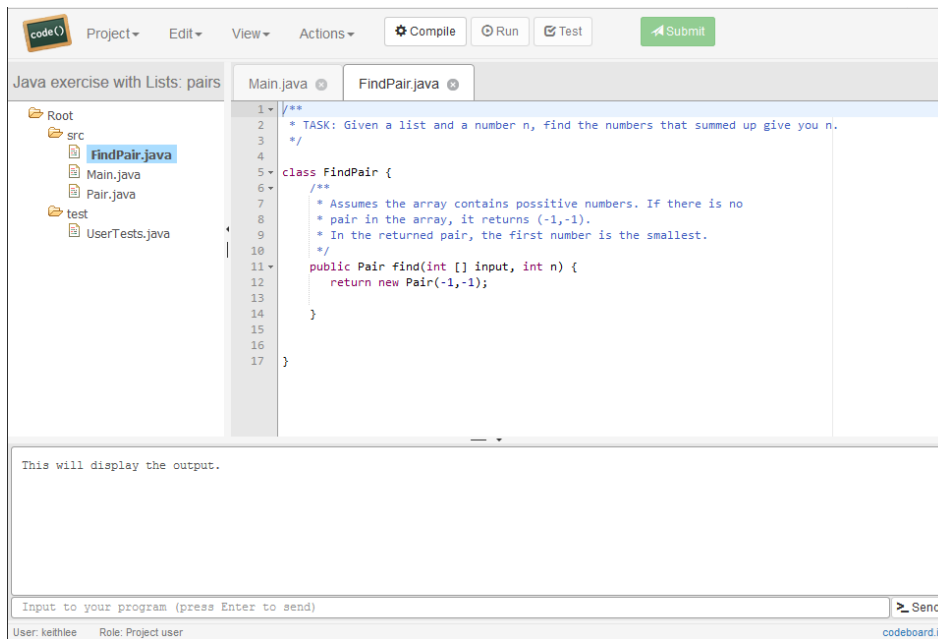 code()
Project Edit View Actions Compile Run Test Submit
Java exercise with Lists: pairs
Main.java FindPair.java
Root
src
FindPair.java
Main.java
Pair.java
test
UserTests.java
1 /**
2 * TASK: Given a list and a number n, find the numbers that summed up give you n.
3 */
4
5 class FindPair {
6 /**
7 * Assumes the array contains possitive numbers. If there is no
8 * pair in the array, it returns (-1,-1).
9 * In the returned pair, the first number is the smallest.
10 */
11 public Pair find(int [] input, int n) {
12 return new Pair(-1,-1);
13
14 }
15
16
17 }
This will display the output.
Input to your program (press Enter to send) >_ Send
User: keithlee Role: Project user codeboard.i